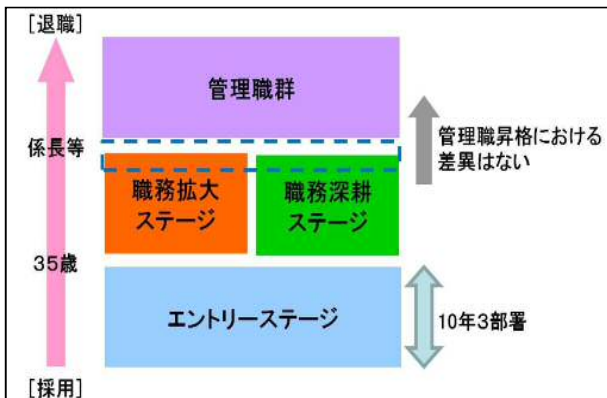 [退職]
管理職群
係長等
管理職昇格における
差異はない
職務拡大
ステージ
職務深耕
ステージ
35歳
エントリーステージ
10年3部署
[採用]